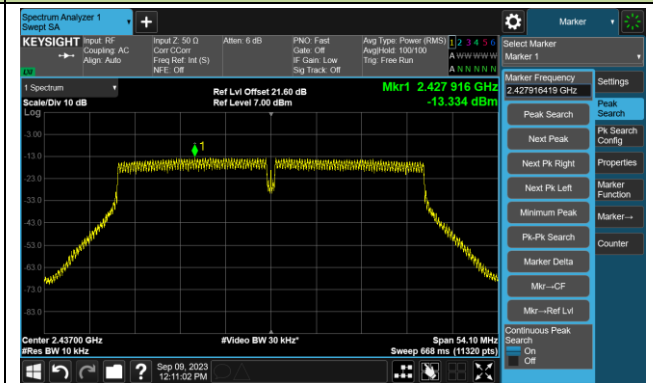 Spectrum Analyzer 1
Swept SA
KEYSIGHT
Input: RF
Coupling: AC
Align: Auto
Input Z: 50 Ω
Corr CCorr
Freq Ref: Int (S)
NFE: Off
Atten: 6 dB
PNO: Fast
Gate: Off
IF Gain: Low
Sig Track: Off
Avg Type: Power (RMS)
Avg|Hold: 100/100
Trig: Free Run
1 2 3 4 5 6
A W W W W W
A N N N N N
LXI
1 Spectrum
Scale/Div 10 dB
Log
Ref Lvl Offset 21.60 dB
Ref Level 7.00 dBm
Mkr1 2.427 916 GHz
-13.334 dBm
1
-3.00
-13.0
-23.0
-33.0
-43.0
-53.0
-63.0
-73.0
-83.0
Center 2.43700 GHz
#Res BW 10 kHz
#Video BW 30 kHz*
Span 54.10 MHz
Sweep 668 ms (11320 pts)
Sep 09, 2023
12:11:02 PM
?
Marker
Select Marker
Marker 1
Marker Frequency
2.427916419 GHz
Peak Search
Next Peak
Next Pk Right
Next Pk Left
Minimum Peak
Pk-Pk Search
Marker Delta
Mkr→CF
Mkr→Ref Lvl
Continuous Peak
Search
On
Off
Settings
Peak
Search
Pk Search
Config
Properties
Marker
Function
Marker→
Counter